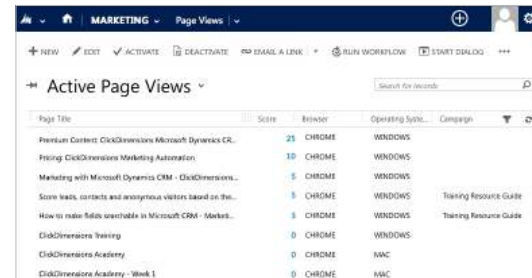 MARKETING Page Views
+ NEW EDIT ACTIVATE DEACTIVATE EMAIL A LINK RUN WORKFLOW START DIALOG •••
Active Page Views
Search for records
Page Title Score Browser Operating Syste... Campaign
Premium Content: ClickDimensions Microsoft Dynamics CR... 25 CHROME WINDOWS
Pricing: ClickDimensions Marketing Automation 10 CHROME WINDOWS
Marketing with Microsoft Dynamics CRM - ClickDimensions... 5 CHROME WINDOWS
Score leads, contacts and anonymous visitors based on the... 5 CHROME WINDOWS Training Resource Guide
How to make fields searchable in Microsoft CRM - Marketi... 5 CHROME WINDOWS Training Resource Guide
ClickDimensions Training 0 CHROME WINDOWS
ClickDimensions Academy 0 CHROME MAC
ClickDimensions Academy - Week 1 0 CHROME MAC